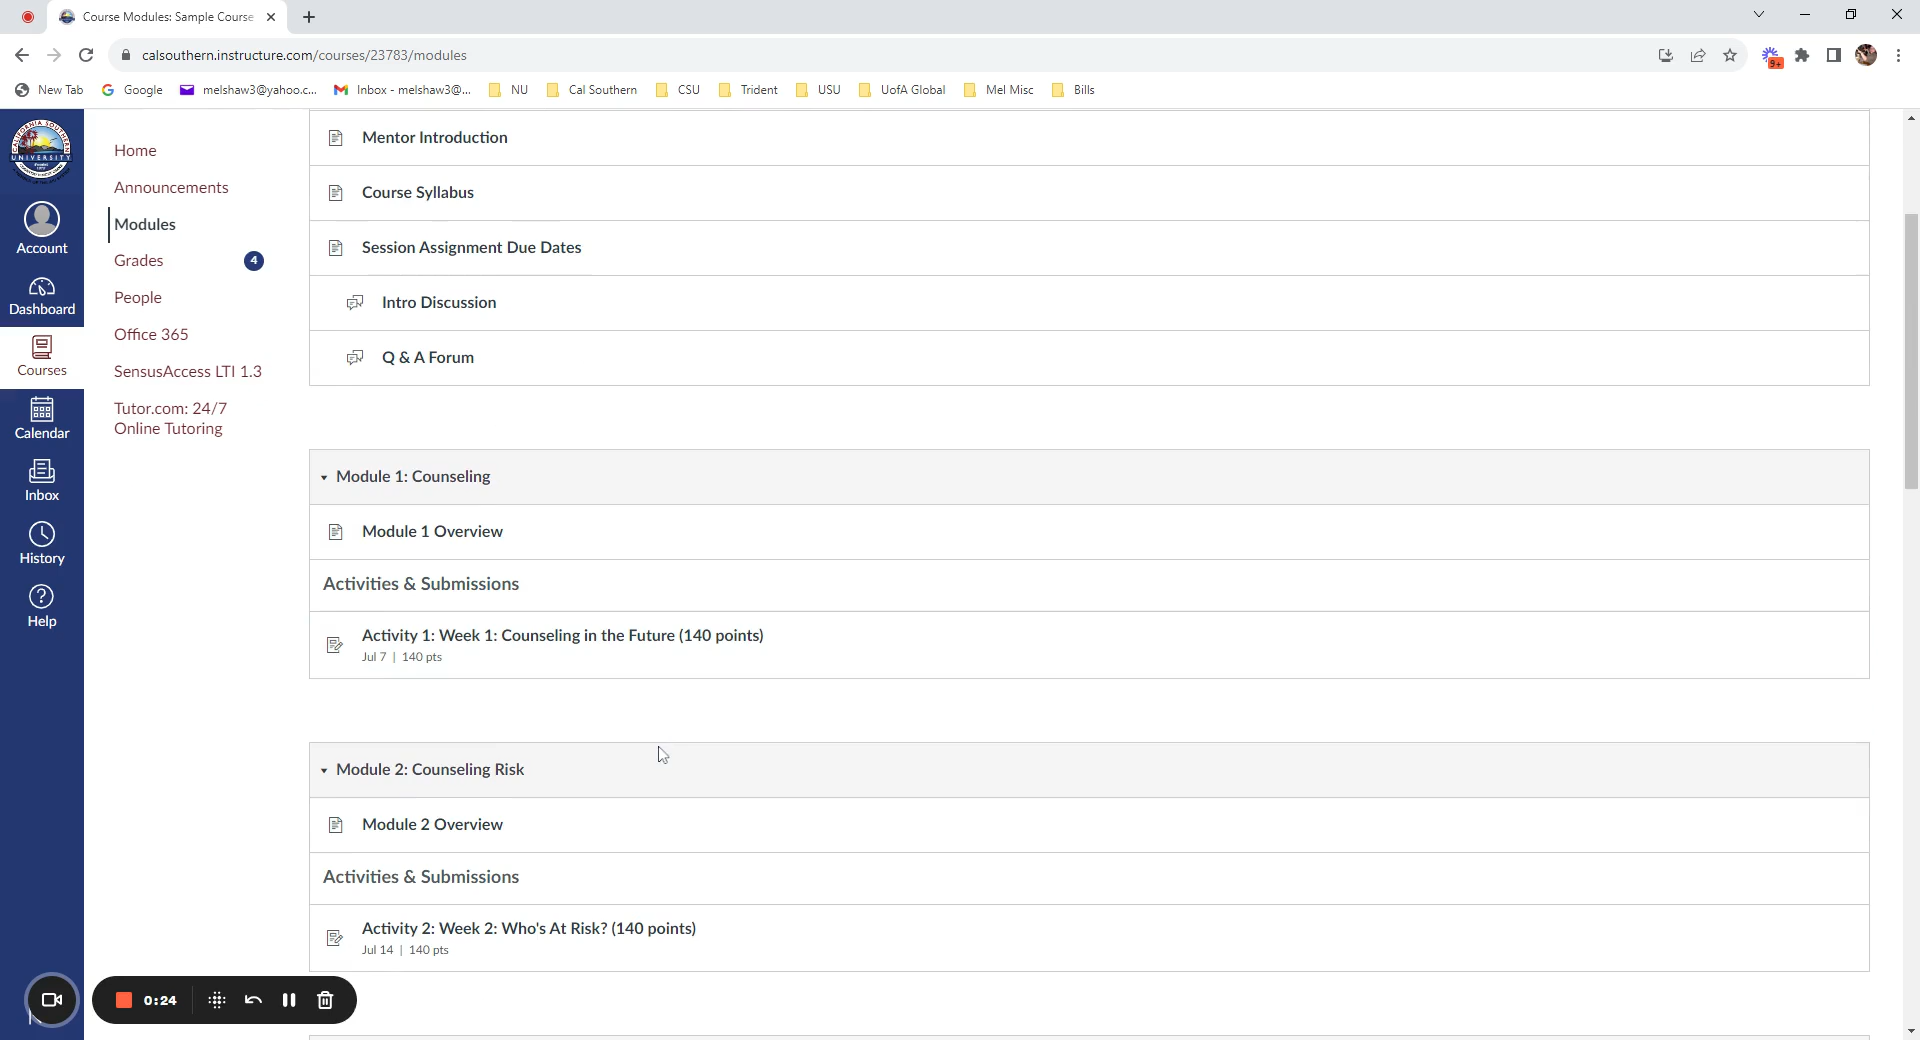 Course Modules: Sample Course
calsouthern.instructure.com/courses/23783/modules
9+
New Tab
Google
melshaw3@yahoo.c...
Inbox - melshaw3@...
NU
Cal Southern
CSU
Trident
USU
UofA Global
Mel Misc
Bills
CALIFORNIA SOUTHERN
UNIVERSITY
Account
Dashboard
Courses
Calendar
Inbox
History
Help
Home
Announcements
Modules
Grades 4
People
Office 365
SensusAccess LTI 1.3
Tutor.com: 24/7
Online Tutoring
Mentor Introduction
Course Syllabus
Session Assignment Due Dates
Intro Discussion
Q & A Forum
Module 1: Counseling
Module 1 Overview
Activities & Submissions
Activity 1: Week 1: Counseling in the Future (140 points)
Jul 7 | 140 pts
Module 2: Counseling Risk
Module 2 Overview
Activities & Submissions
Activity 2: Week 2: Who's At Risk? (140 points)
Jul 14 | 140 pts
0:24